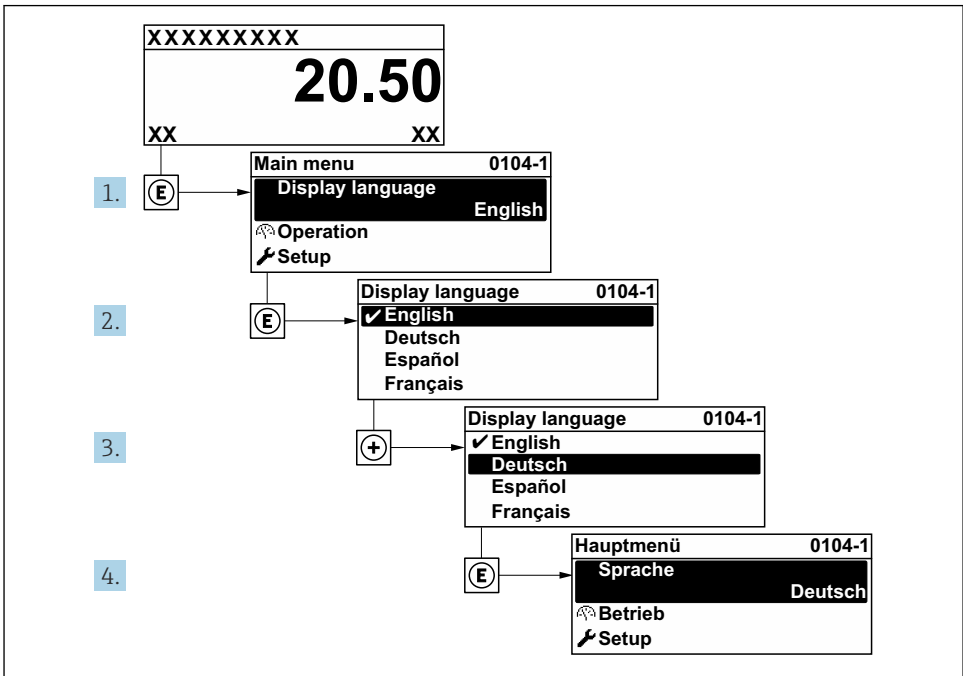 XXXXXXXXX
20.50
XX XX
1. E
Main menu 0104-1
Display language
English
Operation
Setup
2. E
Display language 0104-1
✔English
Deutsch
Español
Français
3. +
Display language 0104-1
✔English
Deutsch
Español
Français
4. E
Hauptmenü 0104-1
Sprache
Deutsch
Betrieb
Setup